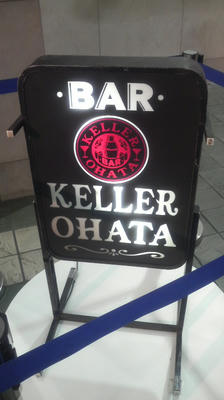 · BAR ·
KELLER
BAR
OHATA
KELLER
OHATA